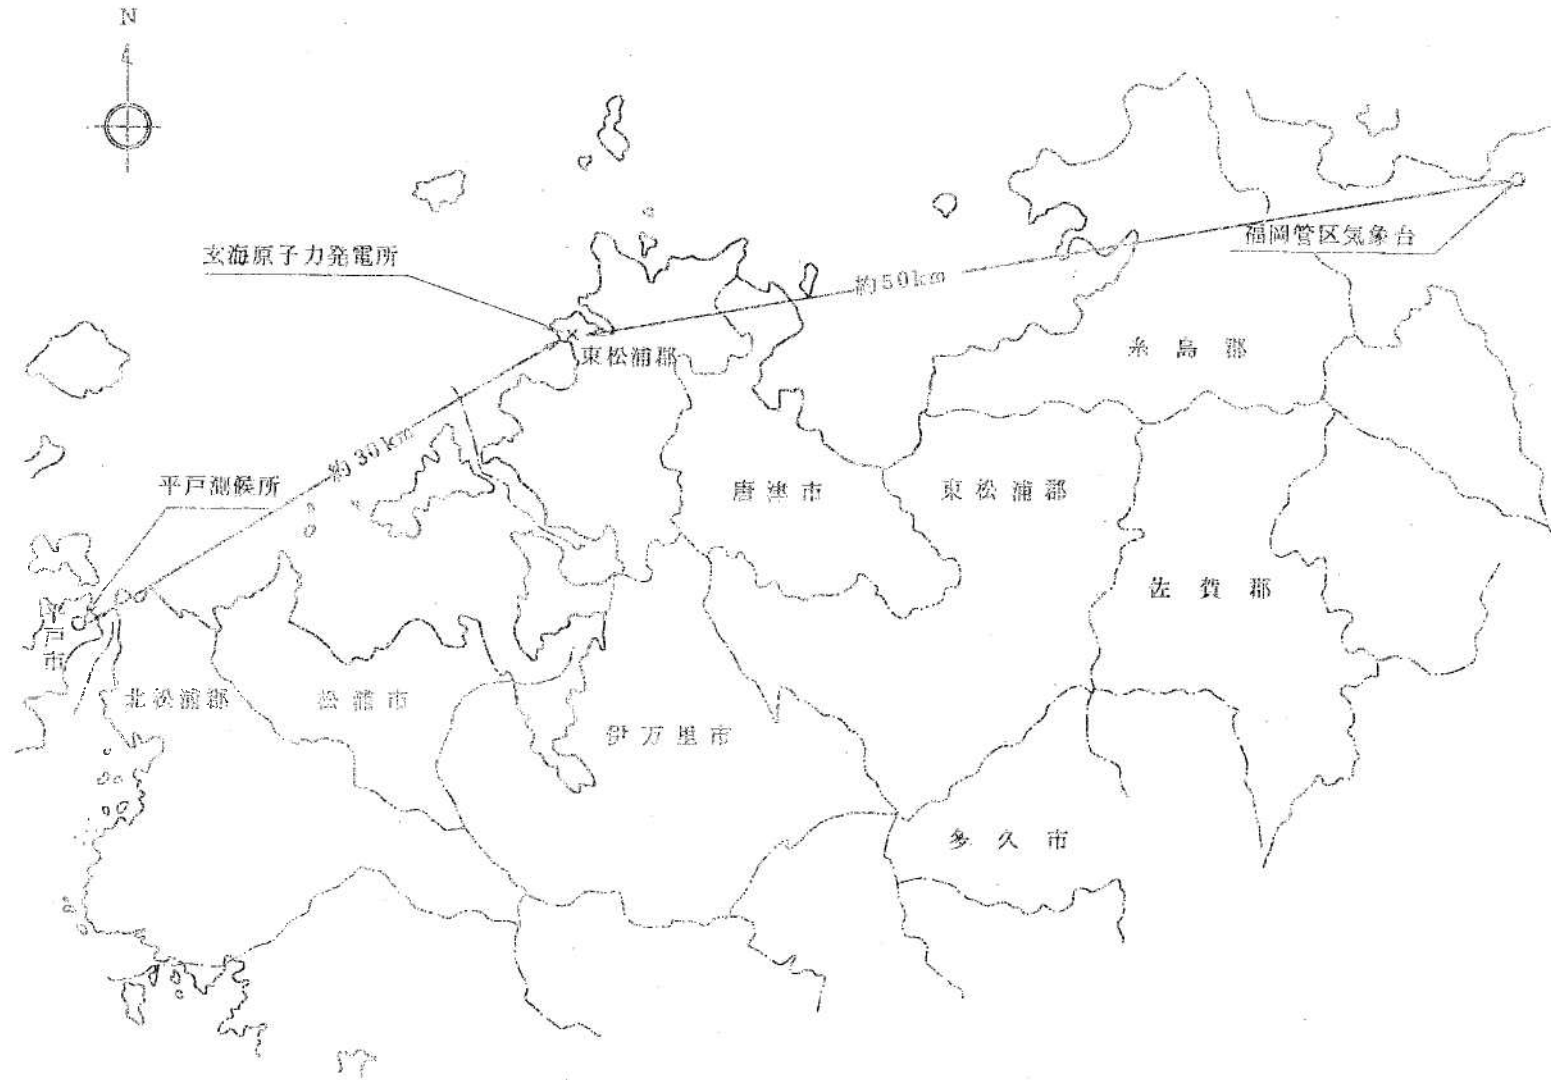 N
玄海原子力発電所
福岡管区気象台
約50km
東松浦郡
糸島郡
約30km
平戸測候所
唐津市
東松浦郡
佐賀郡
平戸市
北松浦郡
松浦市
伊万里市
多久市